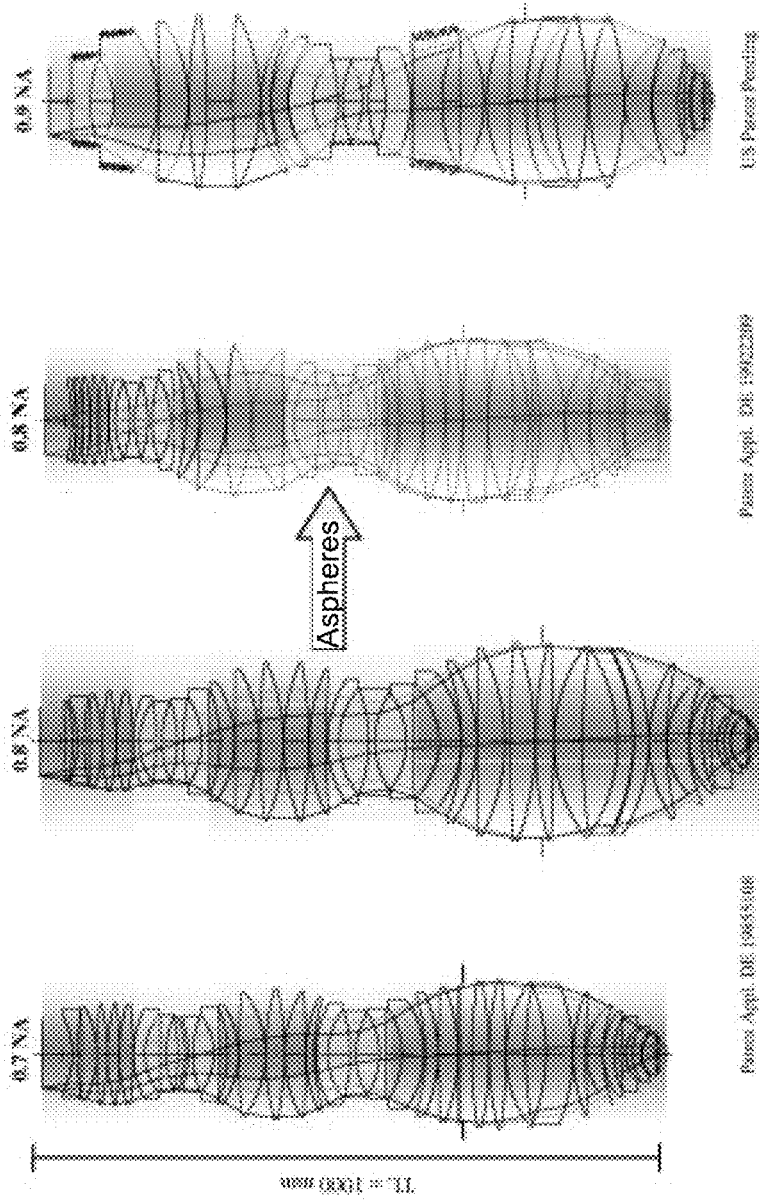 0.7 NA
0.8 NA
0.8 NA
0.9 NA
TL = 1000 mm
Aspheres
Patent Appl. DE 19855108
Patent Appl. DE 19922209
US Patent Pending